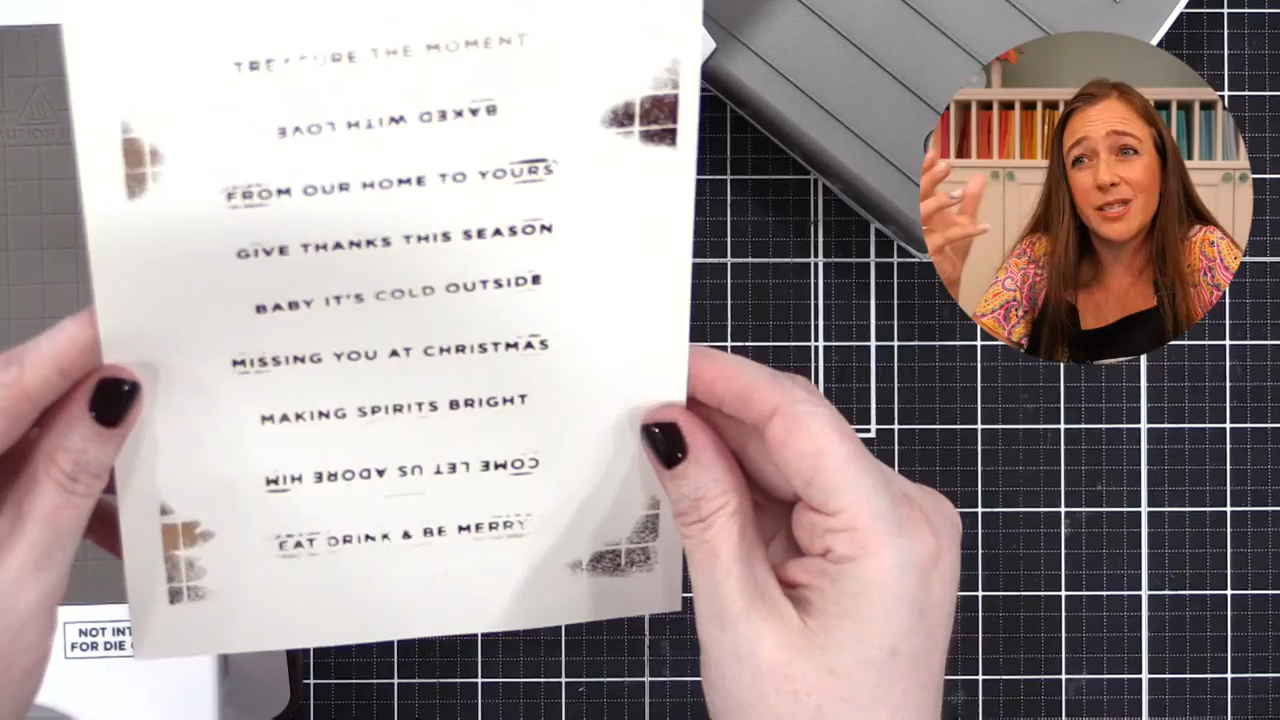 TREASURE THE MOMENT
BAKED WITH LOVE
FROM OUR HOME TO YOURS
GIVE THANKS THIS SEASON
BABY IT'S COLD OUTSIDE
MISSING YOU AT CHRISTMAS
MAKING SPIRITS BRIGHT
COME LET US ADORE HIM
EAT DRINK & BE MERRY
CAUTION
NOT
FOR DIE